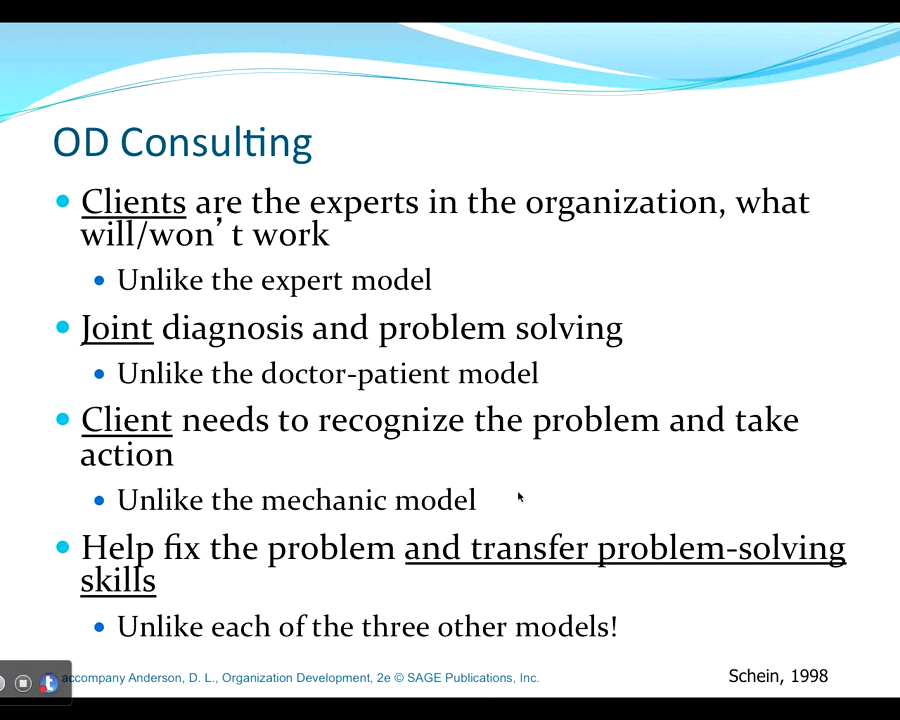 OD Consulting
• Clients are the experts in the organization, what
will/won’ t work
• Unlike the expert model
• Joint diagnosis and problem solving
• Unlike the doctor-patient model
• Client needs to recognize the problem and take
action
• Unlike the mechanic model
• Help fix the problem and transfer problem-solving
skills
• Unlike each of the three other models!
accompany Anderson, D. L., Organization Development, 2e © SAGE Publications, Inc.
Schein, 1998